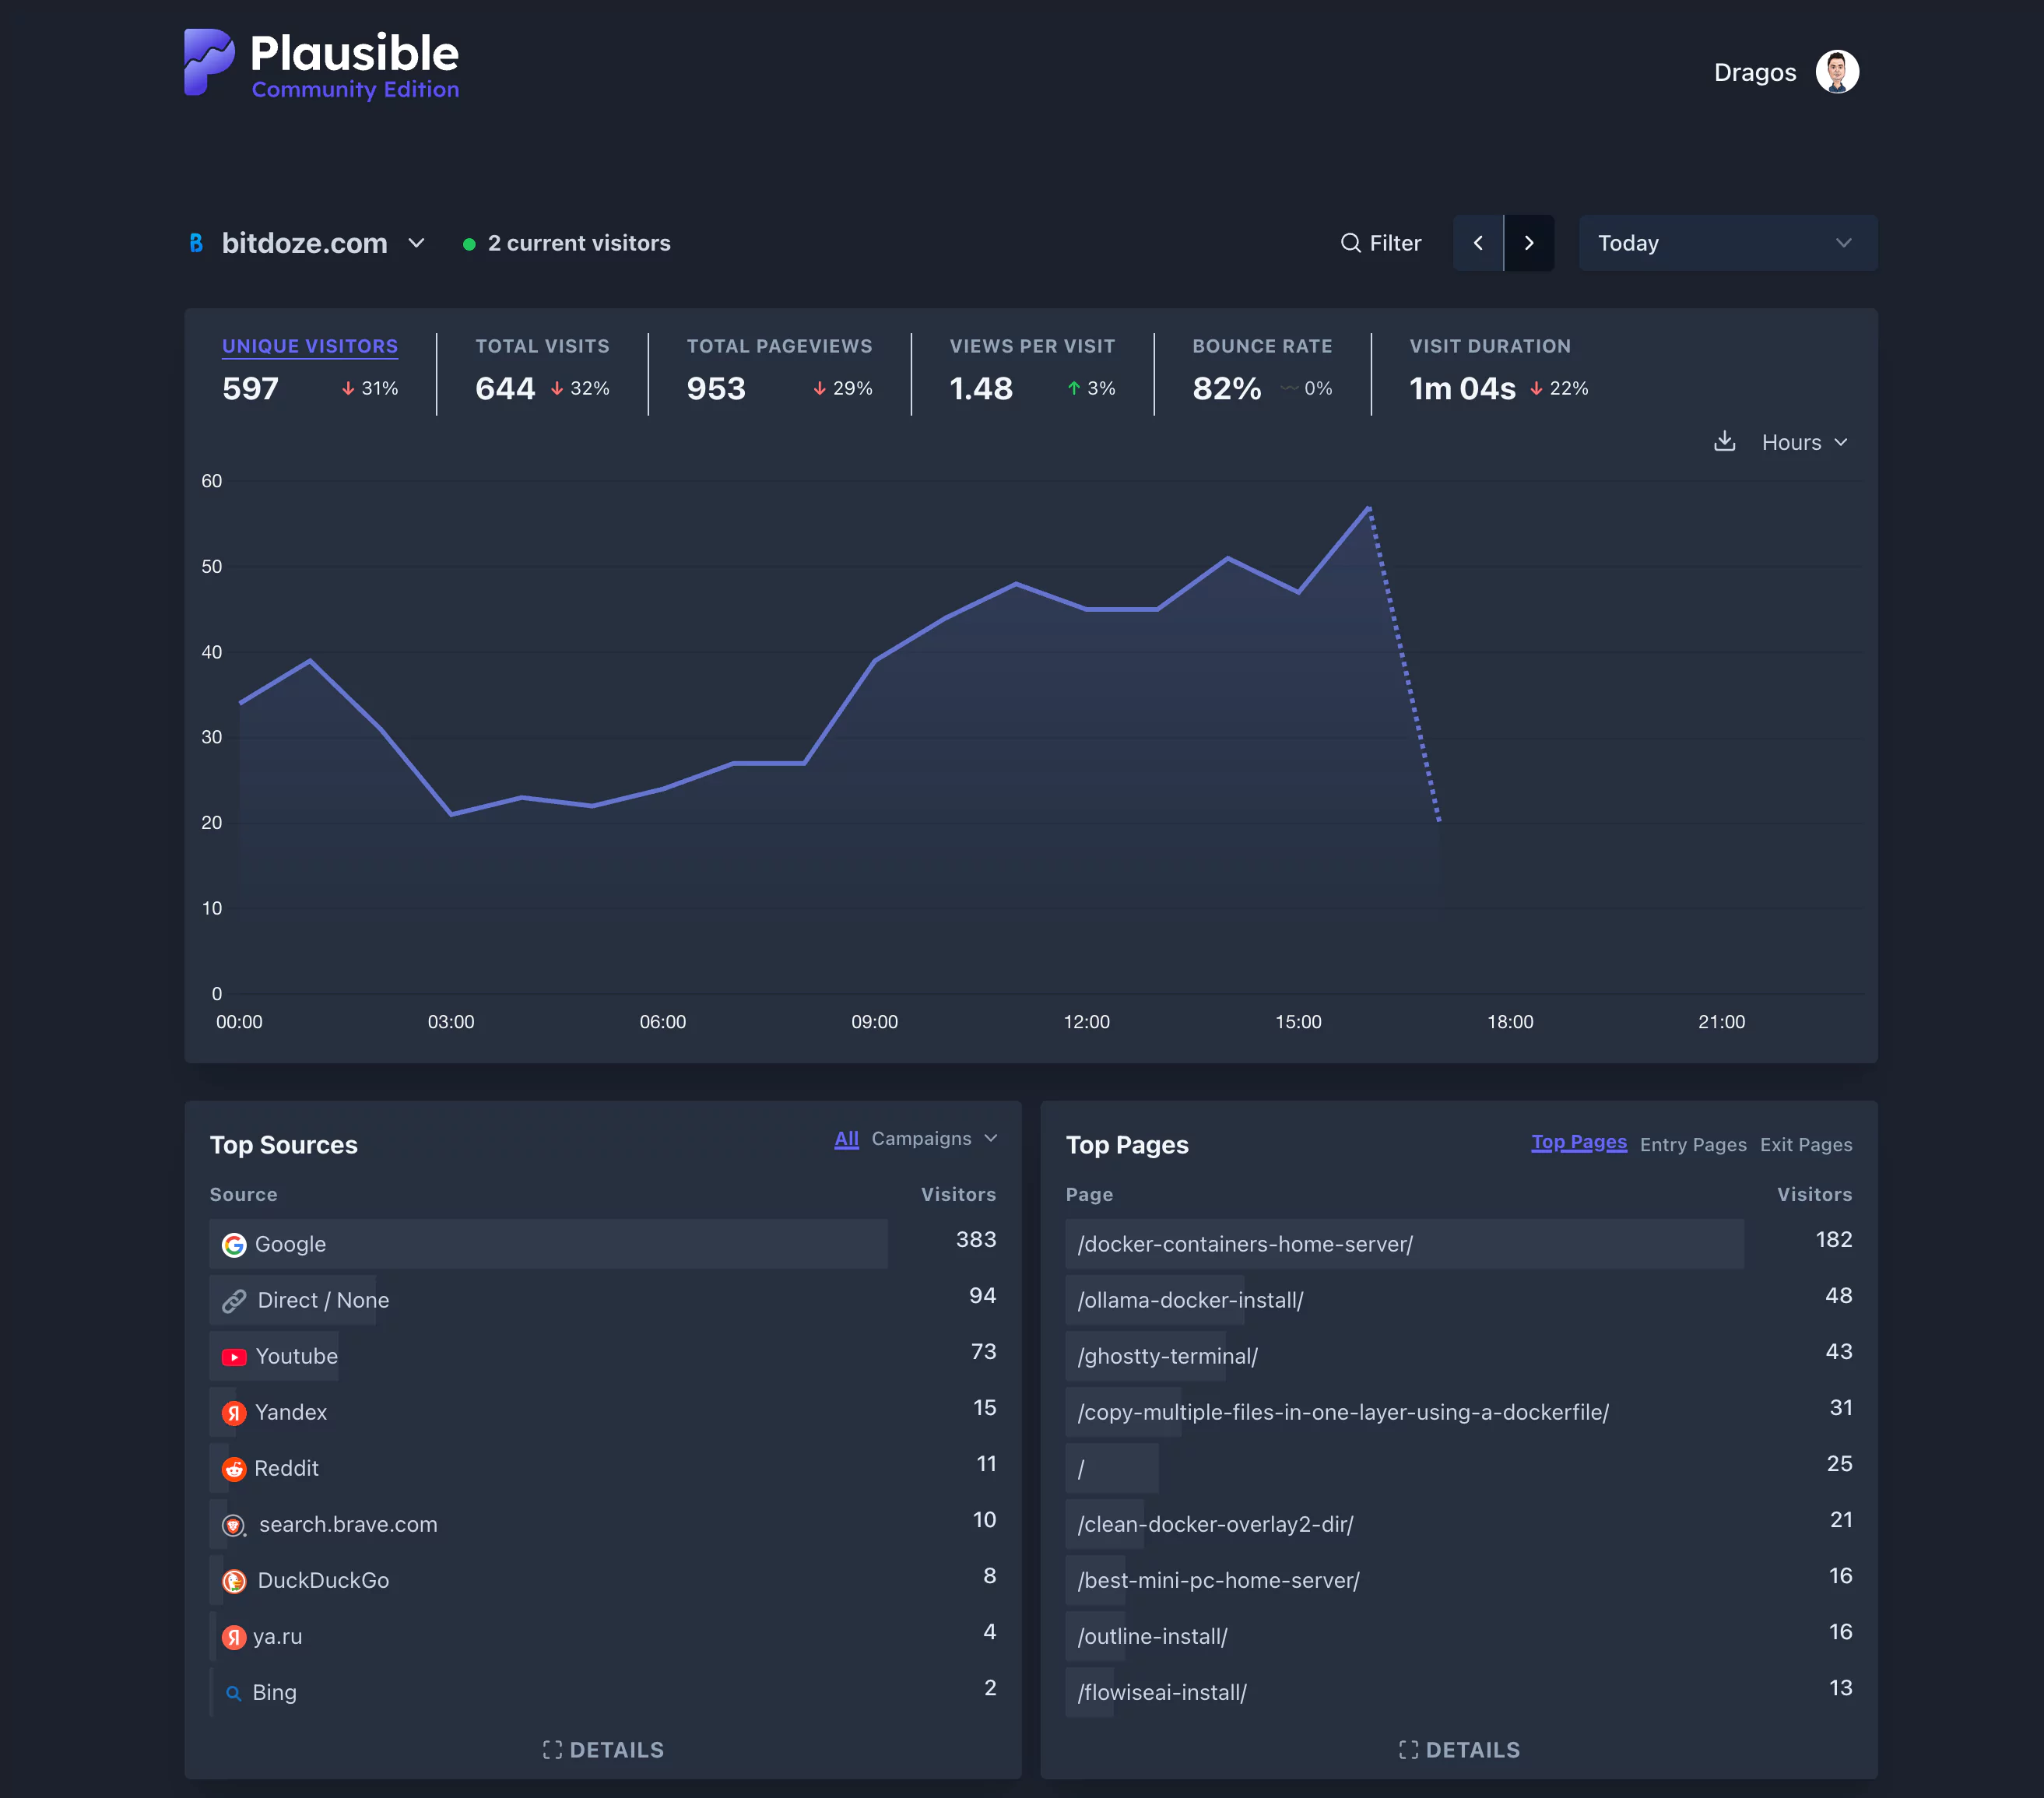 Plausible
Community Edition
Dragos
bitdoze.com
2 current visitors
Filter
Today
UNIQUE VISITORS TOTAL VISITS TOTAL PAGEVIEWS VIEWS PER VISIT BOUNCE RATE VISIT DURATION
597 31% 644 32% 953 29% 1.48 3% 82% 0% 1m 04s 22%
Hours
60
50
40
30
20
10
0
00:00 03:00 06:00 09:00 12:00 15:00 18:00 21:00
Top Sources All Campaigns
Source Visitors
Google 383
Direct / None 94
Youtube 73
Yandex 15
Reddit 11
search.brave.com 10
DuckDuckGo 8
ya.ru 4
Bing 2
DETAILS
Top Pages Top Pages Entry Pages Exit Pages
Page Visitors
/docker-containers-home-server/ 182
/ollama-docker-install/ 48
/ghostty-terminal/ 43
/copy-multiple-files-in-one-layer-using-a-dockerfile/ 31
/ 25
/clean-docker-overlay2-dir/ 21
/best-mini-pc-home-server/ 16
/outline-install/ 16
/flowiseai-install/ 13
DETAILS